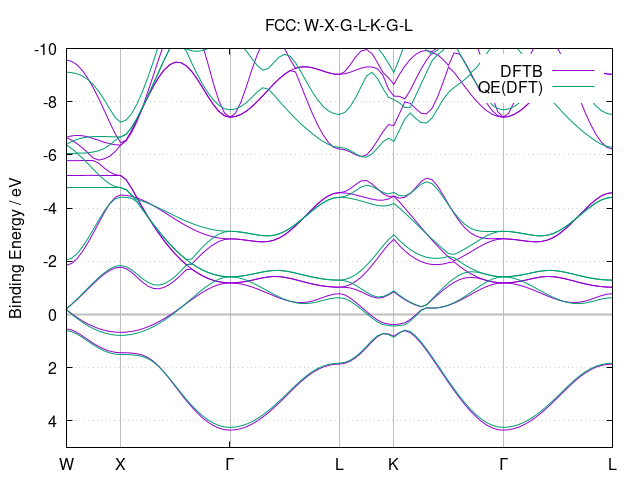 FCC: W-X-G-L-K-G-L
-10
-8
-6
-4
-2
0
2
4
Binding Energy / eV
DFTB
QE(DFT)
W X Γ L K Γ L